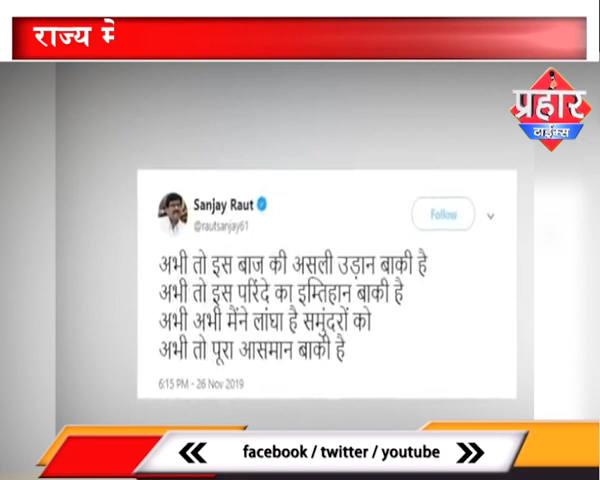 राज्य मे
प्रहार
टाईम्स
Sanjay Raut
@rautsanjay61
Follow
अभी तो इस बाज की असली उड़ान बाकी है
अभी तो इस परिंदे का इम्तिहान बाकी है
अभी अभी मैंने लांघा है समुंदरों को
अभी तो पूरा आसमान बाकी है
6:15 PM - 26 Nov 2019
facebook / twitter / youtube